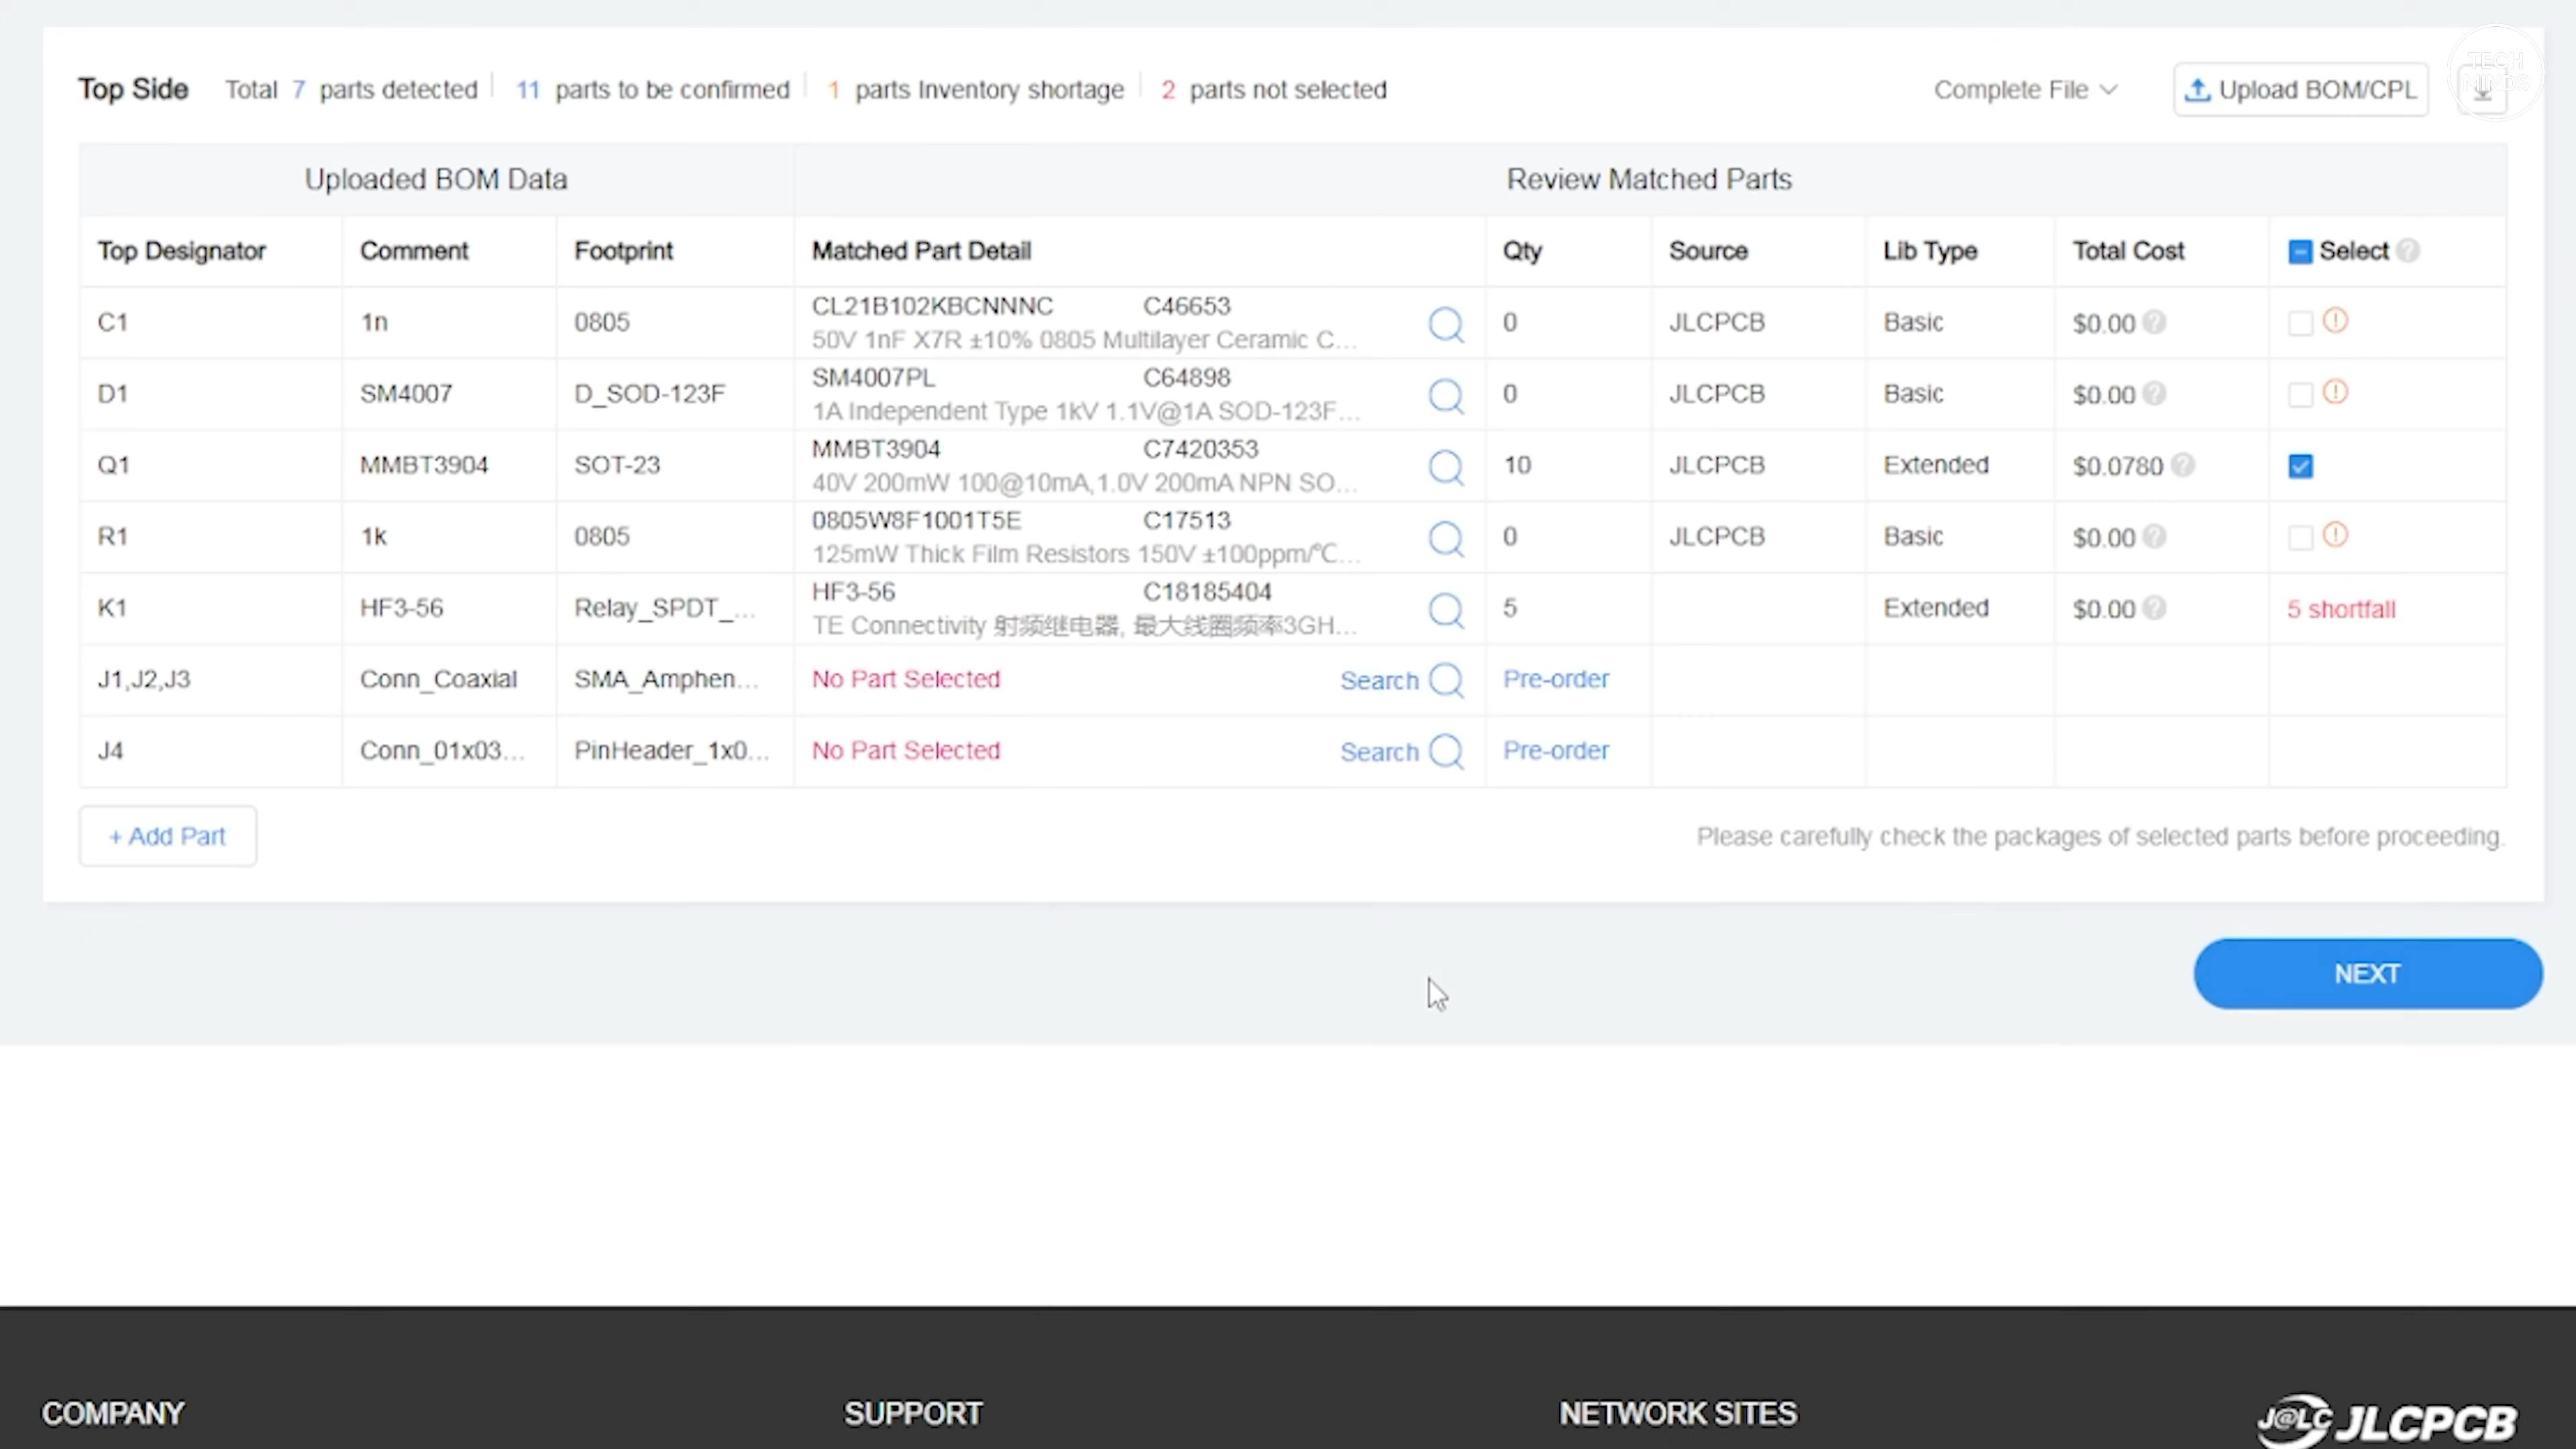 TECH
MINDS
Top Side Total 7 parts detected 11 parts to be confirmed 1 parts Inventory shortage 2 parts not selected Complete File Upload BOM/CPL
Uploaded BOM Data Review Matched Parts
Top Designator Comment Footprint Matched Part Detail Qty Source Lib Type Total Cost Select
C1 1n 0805 CL21B102KBCNNNC C46653 0 JLCPCB Basic $0.00
50V 1nF X7R ±10% 0805 Multilayer Ceramic C...
D1 SM4007 D_SOD-123F SM4007PL C64898 0 JLCPCB Basic $0.00
1A Independent Type 1kV 1.1V@1A SOD-123F...
Q1 MMBT3904 SOT-23 MMBT3904 C7420353 10 JLCPCB Extended $0.0780
40V 200mW 100@10mA,1.0V 200mA NPN SO...
R1 1k 0805 0805W8F1001T5E C17513 0 JLCPCB Basic $0.00
125mW Thick Film Resistors 150V ±100ppm/℃...
K1 HF3-56 Relay_SPDT_... HF3-56 C18185404 5 Extended $0.00 5 shortfall
TE Connectivity 射频继电器, 最大线圈频率3GH...
J1,J2,J3 Conn_Coaxial SMA_Amphen... No Part Selected Search Pre-order
J4 Conn_01x03... PinHeader_1x0... No Part Selected Search Pre-order
+ Add Part Please carefully check the packages of selected parts before proceeding.
NEXT
COMPANY SUPPORT NETWORK SITES J@LC JLCPCB